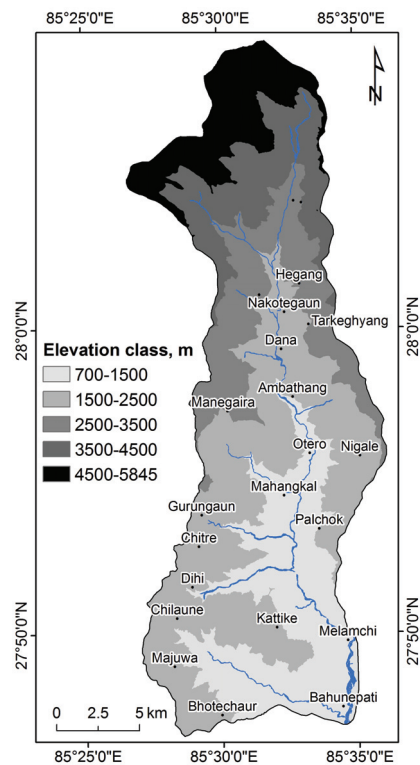 85°25'0"E 85°30'0"E 85°35'0"E
N
Hegang
Nakotegaun
28°0'0"N
Tarkeghyang
28°0'0"N
Dana
Elevation class, m
700-1500
1500-2500
2500-3500
3500-4500
4500-5845
Ambathang
Manegaira
Otero
Nigale
Mahangkal
Gurungaun
Palchok
Chitre
Dihi
Chilaune
Kattike
Melamchi
27°50'0"N
27°50'0"N
Majuwa
Bahunepati
Bhotechaur
0 2.5 5 km
85°25'0"E 85°30'0"E 85°35'0"E